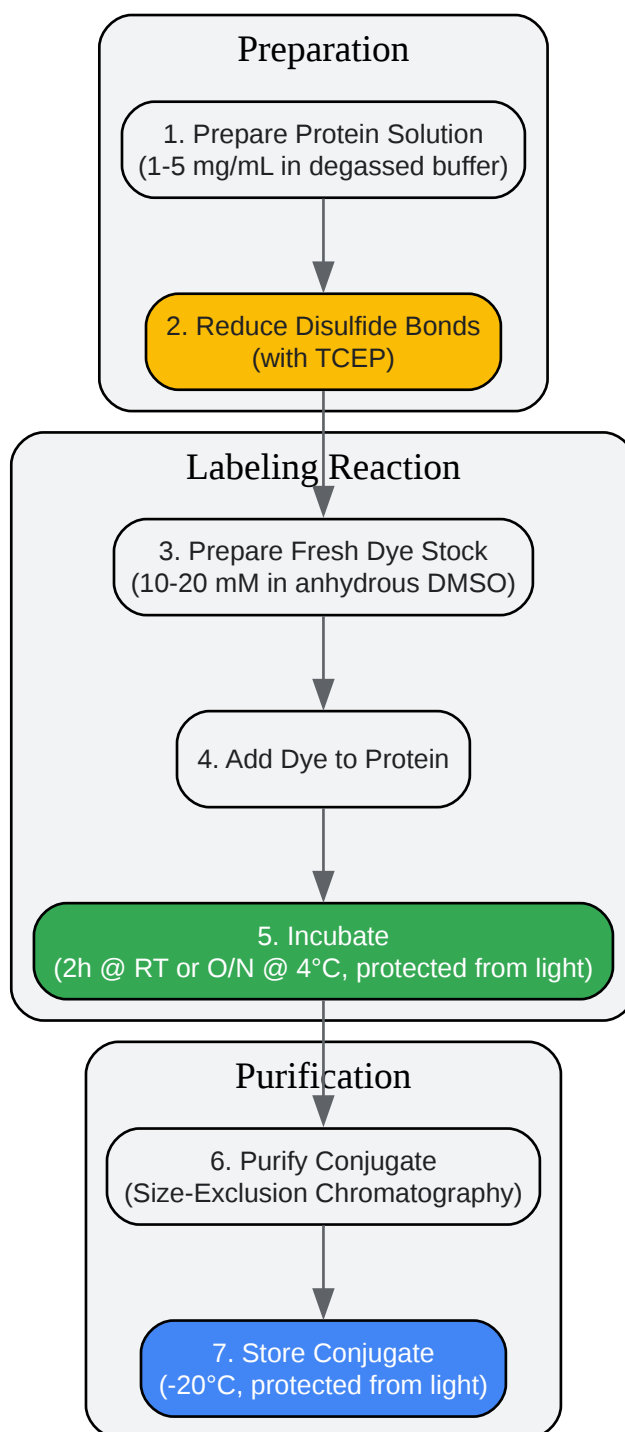 Preparation
1. Prepare Protein Solution
(1-5 mg/mL in degassed buffer)
2. Reduce Disulfide Bonds
(with TCEP)
Labeling Reaction
3. Prepare Fresh Dye Stock
(10-20 mM in anhydrous DMSO)
4. Add Dye to Protein
5. Incubate
(2h @ RT or O/N @ 4°C, protected from light)
Purification
6. Purify Conjugate
(Size-Exclusion Chromatography)
7. Store Conjugate
(-20°C, protected from light)